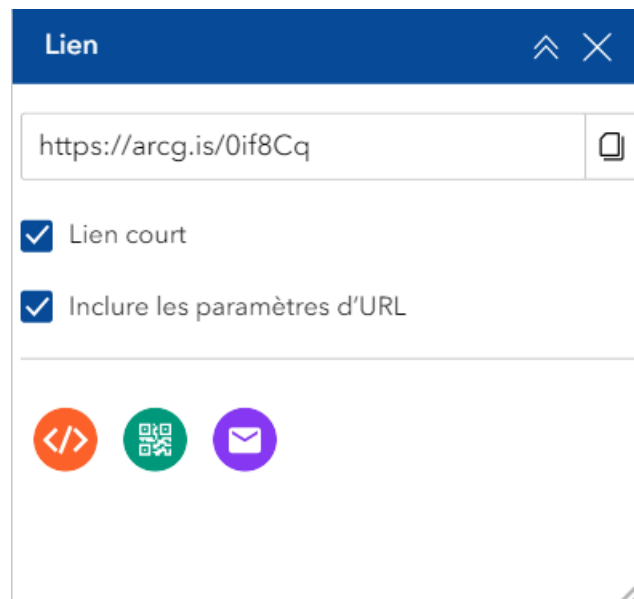 Lien
https://arcg.is/0if8Cq
Lien court
Inclure les paramètres d'URL